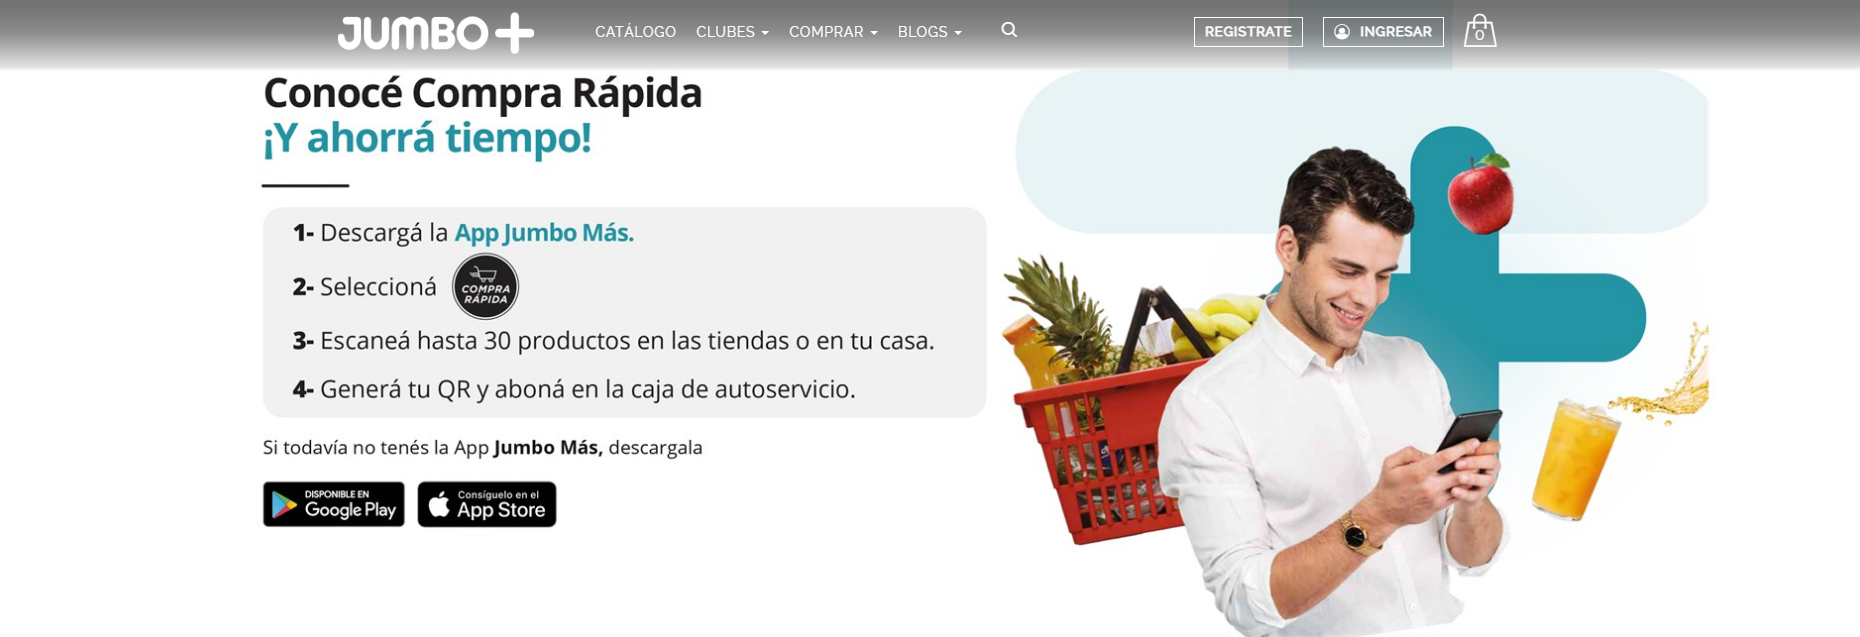 JUMBO+
CATÁLOGO CLUBES COMPRAR BLOGS
REGISTRATE INGRESAR 0
Conocé Compra Rápida
¡Y ahorrá tiempo!
1- Descargá la App Jumbo Más.
2- Seleccioná COMPRA RÁPIDA
3- Escaneá hasta 30 productos en las tiendas o en tu casa.
4- Generá tu QR y aboná en la caja de autoservicio.
Si todavía no tenés la App Jumbo Más, descargala
DISPONIBLE EN
Google Play
Consíguelo en el
App Store